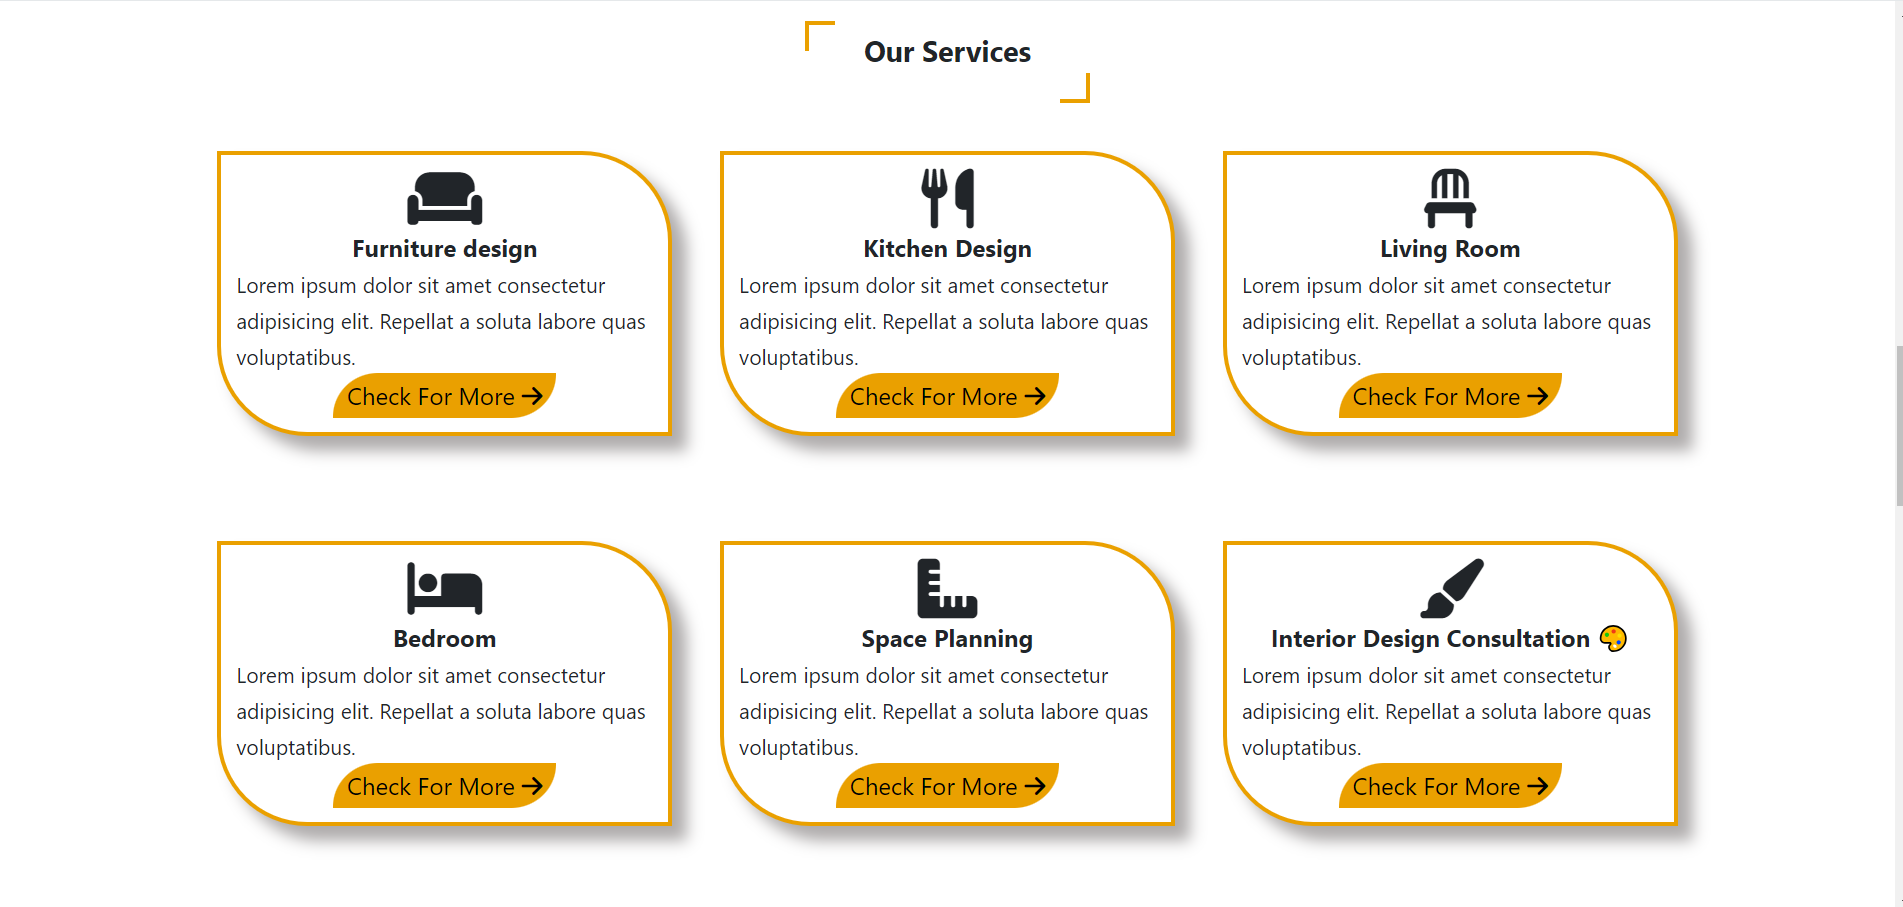 Our Services
Furniture design
Lorem ipsum dolor sit amet consectetur
adipisicing elit. Repellat a soluta labore quas
voluptatibus.
Check For More →
Kitchen Design
Lorem ipsum dolor sit amet consectetur
adipisicing elit. Repellat a soluta labore quas
voluptatibus.
Check For More →
Living Room
Lorem ipsum dolor sit amet consectetur
adipisicing elit. Repellat a soluta labore quas
voluptatibus.
Check For More →
Bedroom
Lorem ipsum dolor sit amet consectetur
adipisicing elit. Repellat a soluta labore quas
voluptatibus.
Check For More →
Space Planning
Lorem ipsum dolor sit amet consectetur
adipisicing elit. Repellat a soluta labore quas
voluptatibus.
Check For More →
Interior Design Consultation 🎨
Lorem ipsum dolor sit amet consectetur
adipisicing elit. Repellat a soluta labore quas
voluptatibus.
Check For More →